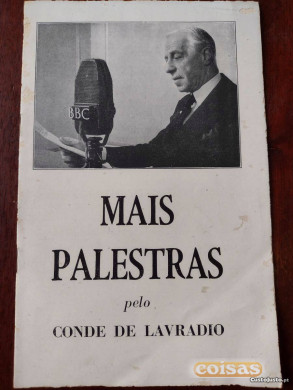 BBC
MAIS
PALESTRAS
pelo
CONDE DE LAVRADIO
coisas